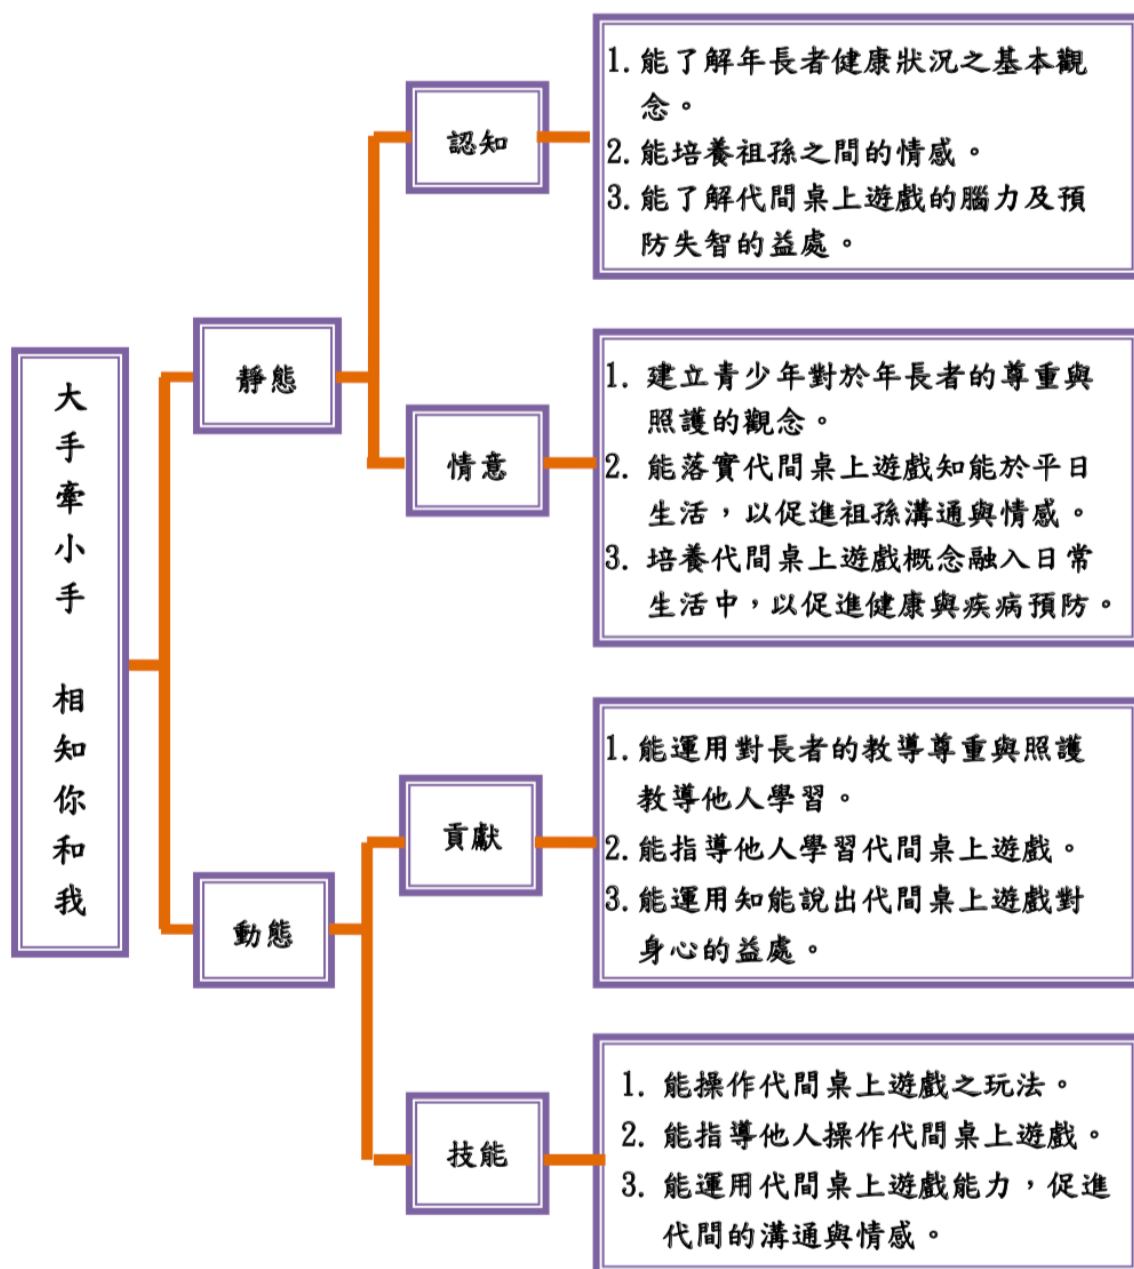 大手牽小手 相知你和我
靜態
認知
1. 能了解年長者健康狀況之基本觀
念。
2. 能培養祖孫之間的情感。
3. 能了解代間桌上遊戲的腦力及預
防失智的益處。
情意
1. 建立青少年對於年長者的尊重與
照護的觀念。
2. 能落實代間桌上遊戲知能於平日
生活，以促進祖孫溝通與情感。
3. 培養代間桌上遊戲概念融入日常
生活中，以促進健康與疾病預防。
動態
貢獻
1. 能運用對長者的教導尊重與照護
教導他人學習。
2. 能指導他人學習代間桌上遊戲。
3. 能運用知能說出代間桌上遊戲對
身心的益處。
技能
1. 能操作代間桌上遊戲之玩法。
2. 能指導他人操作代間桌上遊戲。
3. 能運用代間桌上遊戲能力，促進
代間的溝通與情感。